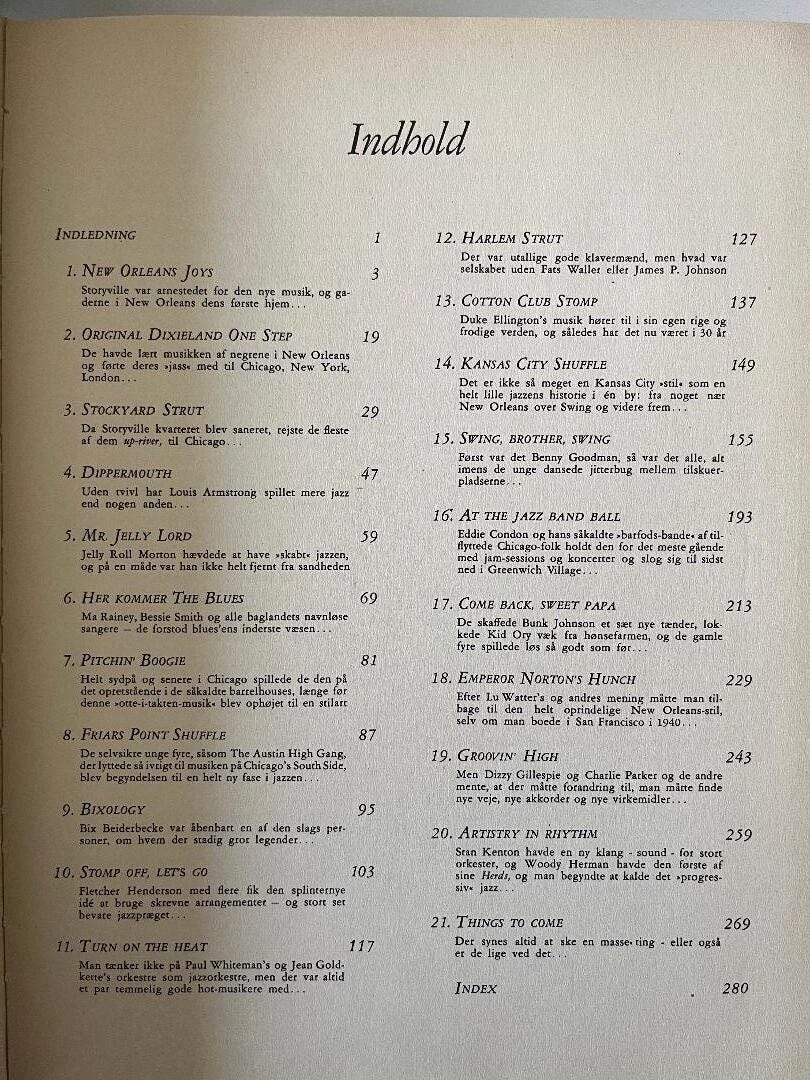 Indhold
INDLEDNING 1
1. NEW ORLEANS JOYS 3
Storyville var arnestedet for den nye musik, og ga-
derne i New Orleans dens første hjem...
2. ORIGINAL DIXIELAND ONE STEP 19
De havde lært musikken af negrene i New Orleans
og førte deres »jass« med til Chicago, New York,
London...
3. STOCKYARD STRUT 29
Da Storyville kvarteret blev saneret, rejste de fleste
af dem up-river, til Chicago...
4. DIPPERMOUTH 47
Uden tvivl har Louis Armstrong spillet mere jazz
end nogen anden...
5. MR. JELLY LORD 59
Jelly Roll Morton hævdede at have »skabt« jazzen,
og på en måde var han ikke helt fjernt fra sandheden
6. HER KOMMER THE BLUES 69
Ma Rainey, Bessie Smith og alle baglandets navnløse
sangere – de forstod blues'ens inderste væsen...
7. PITCHIN' BOOGIE 81
Helt sydpå og senere i Chicago spillede de den på
det opretstående i de såkaldte barrelhouses, længe før
denne »otte-i-takten-musik« blev ophøjet til en stilart
8. FRIARS POINT SHUFFLE 87
De selvsikre unge fyre, såsom The Austin High Gang,
der lyttede så ivrigt til musiken på Chicago's South Side,
blev begyndelsen til en helt ny fase i jazzen...
9. BIXOLOGY 95
Bix Beiderbecke var åbenbart en af den slags per-
soner, om hvem der stadig gror legender...
10. STOMP OFF, LET'S GO 103
Fletcher Henderson med flere fik den splinternye
idé at bruge skrevne arrangementer – og stort set
bevare jazzpræget...
11. TURN ON THE HEAT 117
Man tænker ikke på Paul Whiteman's og Jean Gold-
kette's orkestre som jazzorkestre, men der var altid
et par temmelig gode hot-musikere med...
12. HARLEM STRUT 127
Der var utallige gode klavermænd, men hvad var
selskabet uden Fats Waller eller James P. Johnson
13. COTTON CLUB STOMP 137
Duke Ellington's musik hører til i sin egen rige og
frodige verden, og således har det nu været i 30 år
14. KANSAS CITY SHUFFLE 149
Det er ikke så meget en Kansas City »stil« som en
helt lille jazzens historie i én by: fra noget nær
New Orleans over Swing og videre frem...
15. SWING, BROTHER, SWING 155
Først var det Benny Goodman, så var det alle, alt
imens de unge dansede jitterbug mellem tilskuer-
pladserne...
16. AT THE JAZZ BAND BALL 193
Eddie Condon og hans såkaldte »barfods-bande« af til-
flyttede Chicago-folk holdt den for det meste gående
med jam-sessions og koncerter og slog sig til sidst
ned i Greenwich Village...
17. COME BACK, SWEET PAPA 213
De skaffede Bunk Johnson et sæt nye tænder, lok-
kede Kid Ory væk fra hønsefarmen, og de gamle
fyre spillede løs så godt som før...
18. EMPEROR NORTON'S HUNCH 229
Efter Lu Watter's og andres mening måtte man til-
bage til den helt oprindelige New Orleans-stil,
selv om man boede i San Francisco i 1940...
19. GROOVIN' HIGH 243
Men Dizzy Gillespie og Charlie Parker og de andre
mente, at der måtte forandring til, man måtte finde
nye veje, nye akkorder og nye virkemidler...
20. ARTISTRY IN RHYTHM 259
Stan Kenton havde en ny klang - sound - for stort
orkester, og Woody Herman havde den første af
sine Herds, og man begyndte at kalde det »progres-
siv« jazz...
21. THINGS TO COME 269
Der synes altid at ske en masse ting - eller også
er de lige ved det...
INDEX 280